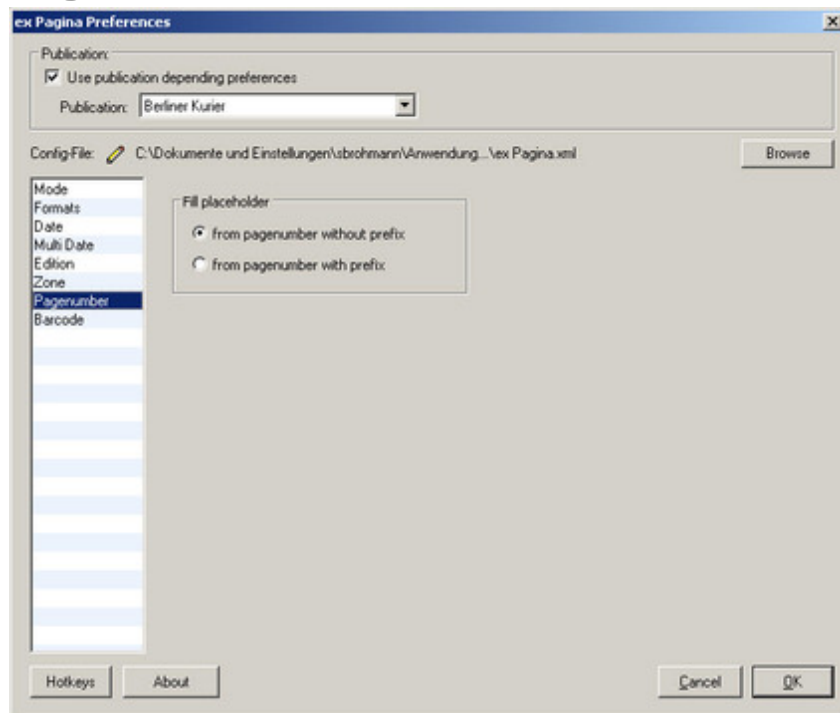 ex Pagina Preferences
Publication:
Use publication depending preferences
Publication: Berliner Kurier
Config-File: C:\Dokumente und Einstellungen\sbrohmann\Anwendung...\ex Pagina.xml Browse
Mode
Formats
Date
Multi Date
Edition
Zone
Pagenumber
Barcode
Fill placeholder
from pagenumber without prefix
from pagenumber with prefix
Hotkeys About Cancel OK